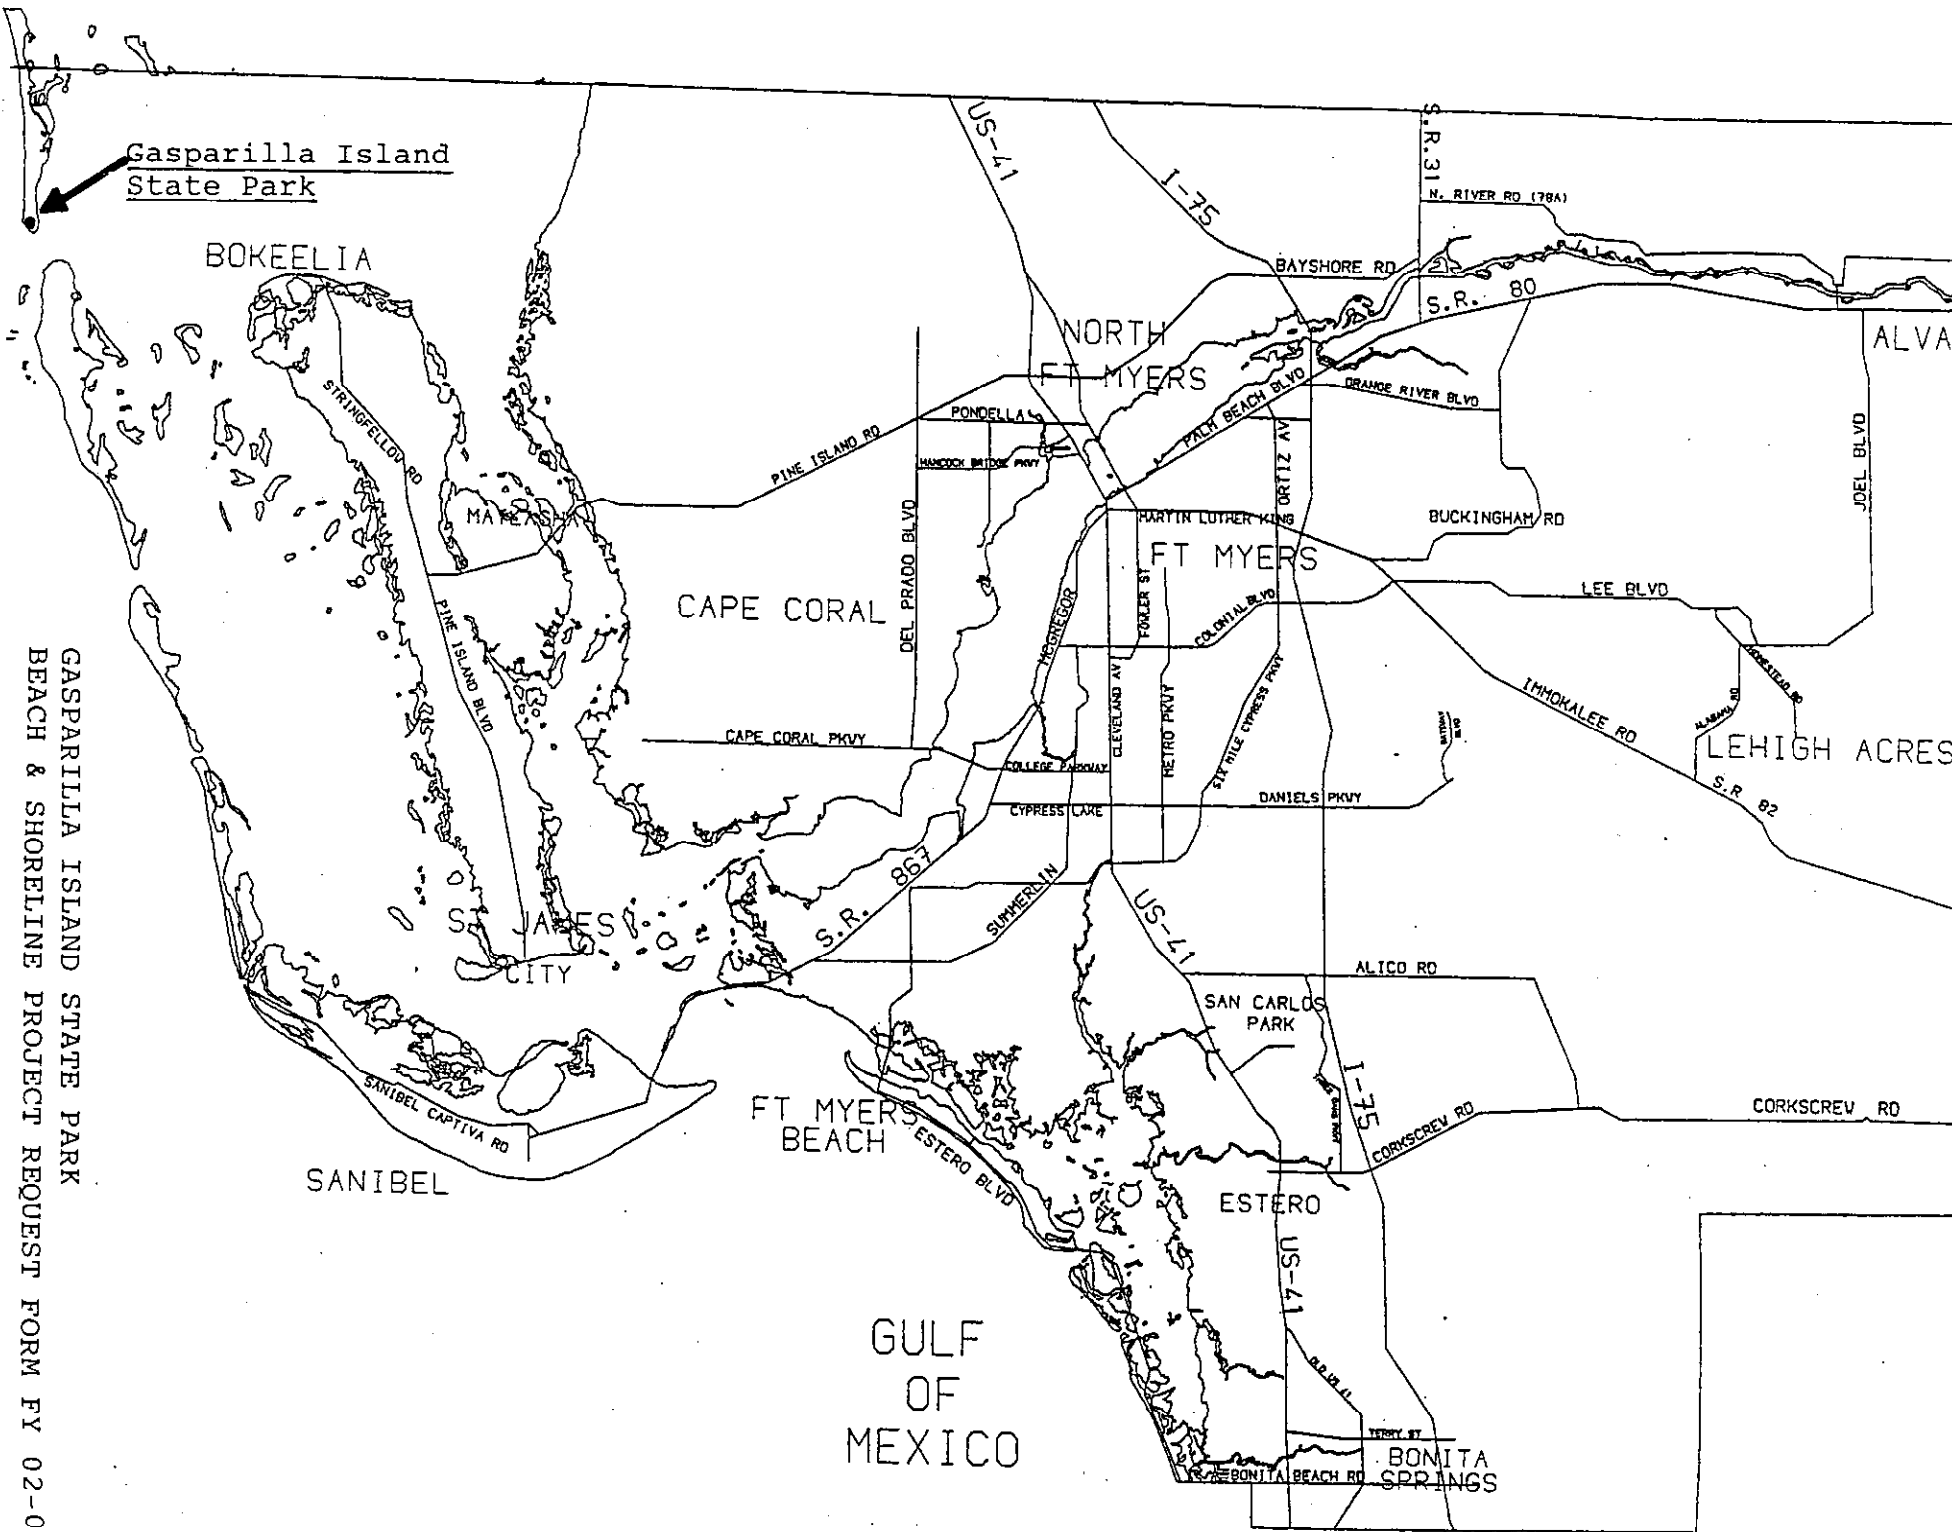 Gasparilla Island
State Park
BOKEELIA
US-41
I-75
S.R.31
N. RIVER RD (78A)
BAYSHORE RD
S.R. 80
ALVA
NORTH
FT MYERS
STRINGFELLOW RD
PINE ISLAND RD
PONDELLA
HANCOCK BRIDGE PKWY
PALM BEACH BLVD
ORANGE RIVER BLVD
ORTIZ AV
JOEL BLVD
MATLASHA
DEL PRADO BLVD
MARTIN LUTHER KING
BUCKINGHAM RD
FT MYERS
CAPE CORAL
MCGREGOR
FOWLER ST
COLONIAL BLVD
LEE BLVD
PINE ISLAND BLVD
CLEVELAND AV
METRO PKWY
SIX MILE CYPRESS PKWY
IMMOKALEE RD
HOMESTEAD RD
ALABAMA RD
LEHIGH ACRES
S.R 82
CAPE CORAL PKWY
COLLEGE PARKWAY
CYPRESS LAKE
DANIELS PKWY
S.R. 867
SUMMERLIN
ST JAMES
CITY
US-41
ALICO RD
SAN CARLOS
PARK
I-75
SANIBEL CAPTIVA RD
SANIBEL
FT MYERS
BEACH
ESTERO BLVD
CORKSCREW RD
CORKSCREW RD
ESTERO
US-41
OLD US 41
TERRY ST
BONITA
SPRINGS
BONITA BEACH RD
GULF
OF
MEXICO
GASPARILLA ISLAND STATE PARK
BEACH & SHORELINE PROJECT REQUEST FORM FY 02-0